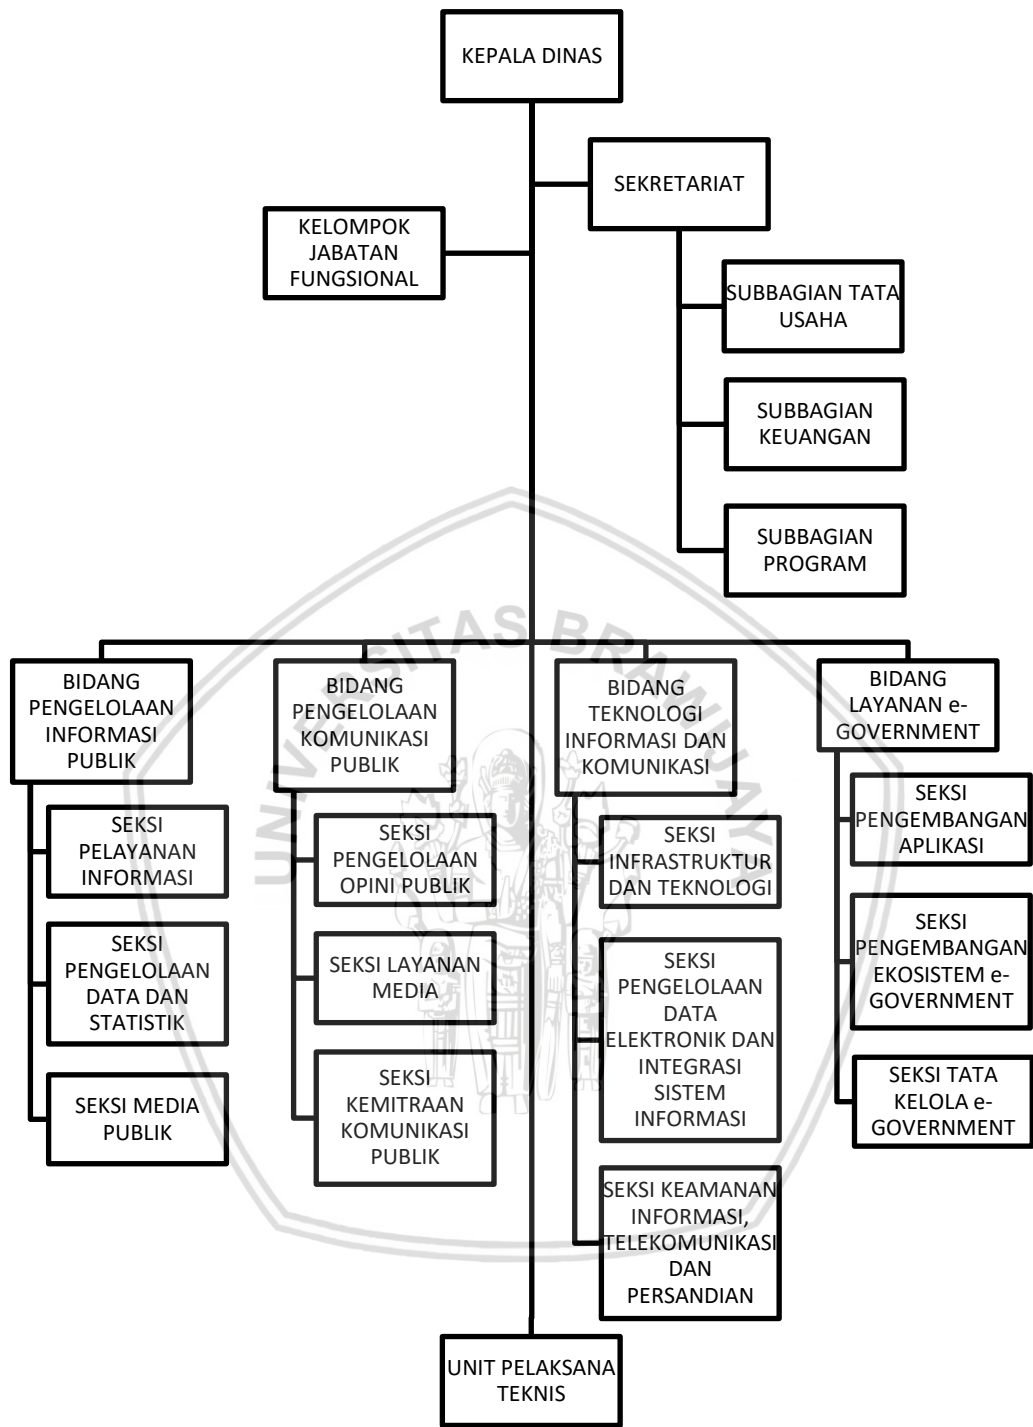 KEPALA DINAS
SEKRETARIAT
KELOMPOK
JABATAN
FUNGSIONAL
SUBBAGIAN TATA
USAHA
SUBBAGIAN
KEUANGAN
SUBBAGIAN
PROGRAM
UNIVERSITAS BRAWIJAYA
BIDANG
PENGELOLAAN
INFORMASI
PUBLIK
SEKSI
PELAYANAN
INFORMASI
SEKSI
PENGELOLAAN
DATA DAN
STATISTIK
SEKSI MEDIA
PUBLIK
BIDANG
PENGELOLAAN
KOMUNIKASI
PUBLIK
SEKSI
PENGELOLAAN
OPINI PUBLIK
SEKSI LAYANAN
MEDIA
SEKSI
KEMITRAAN
KOMUNIKASI
PUBLIK
BIDANG
TEKNOLOGI
INFORMASI DAN
KOMUNIKASI
SEKSI
INFRASTRUKTUR
DAN TEKNOLOGI
SEKSI
PENGELOLAAN
DATA
ELEKTRONIK DAN
INTEGRASI
SISTEM
INFORMASI
SEKSI KEAMANAN
INFORMASI,
TELEKOMUNIKASI
DAN
PERSANDIAN
BIDANG
LAYANAN e-
GOVERNMENT
SEKSI
PENGEMBANGAN
APLIKASI
SEKSI
PENGEMBANGAN
EKOSISTEM e-
GOVERNMENT
SEKSI TATA
KELOLA e-
GOVERNMENT
UNIT PELAKSANA
TEKNIS